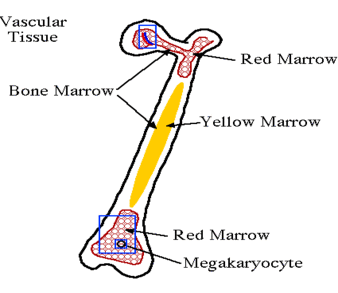 Vascular
Tissue
Red Marrow
Bone Marrow
Yellow Marrow
Red Marrow
Megakaryocyte